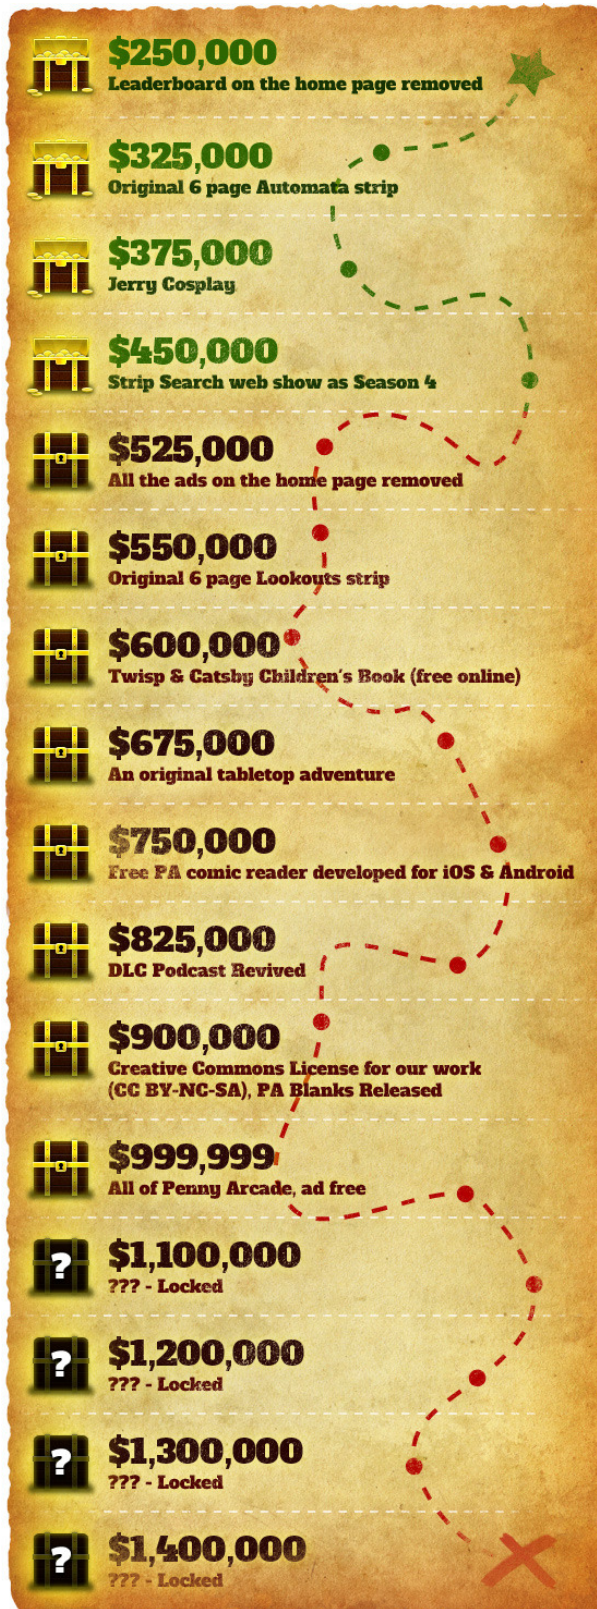 $250,000
Leaderboard on the home page removed
$325,000
Original 6 page Automata strip
$375,000
Jerry Cosplay
$450,000
Strip Search web show as Season 4
$525,000
All the ads on the home page removed
$550,000
Original 6 page Lookouts strip
$600,000
Twisp & Catsby Children's Book (free online)
$675,000
An original tabletop adventure
$750,000
Free PA comic reader developed for iOS & Android
$825,000
DLC Podcast Revived
$900,000
Creative Commons License for our work
(CC BY-NC-SA), PA Blanks Released
$999,999
All of Penny Arcade, ad free
?
$1,100,000
??? - Locked
?
$1,200,000
??? - Locked
?
$1,300,000
??? - Locked
?
$1,400,000
??? - Locked